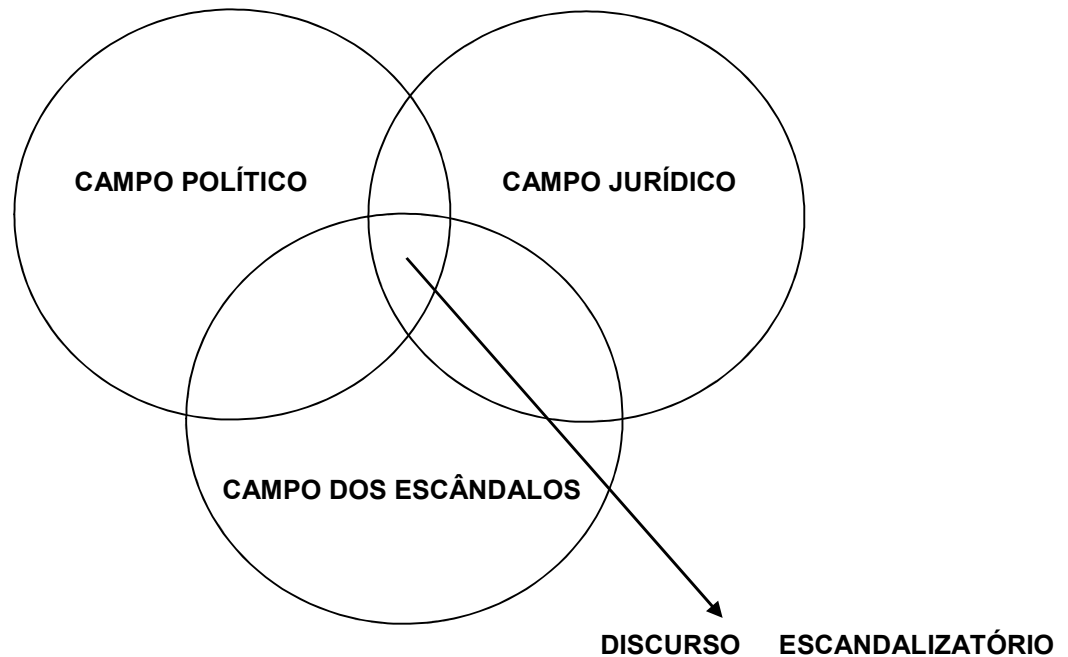 CAMPO POLÍTICO
CAMPO JURÍDICO
CAMPO DOS ESCÂNDALOS
DISCURSO ESCANDALIZATÓRIO